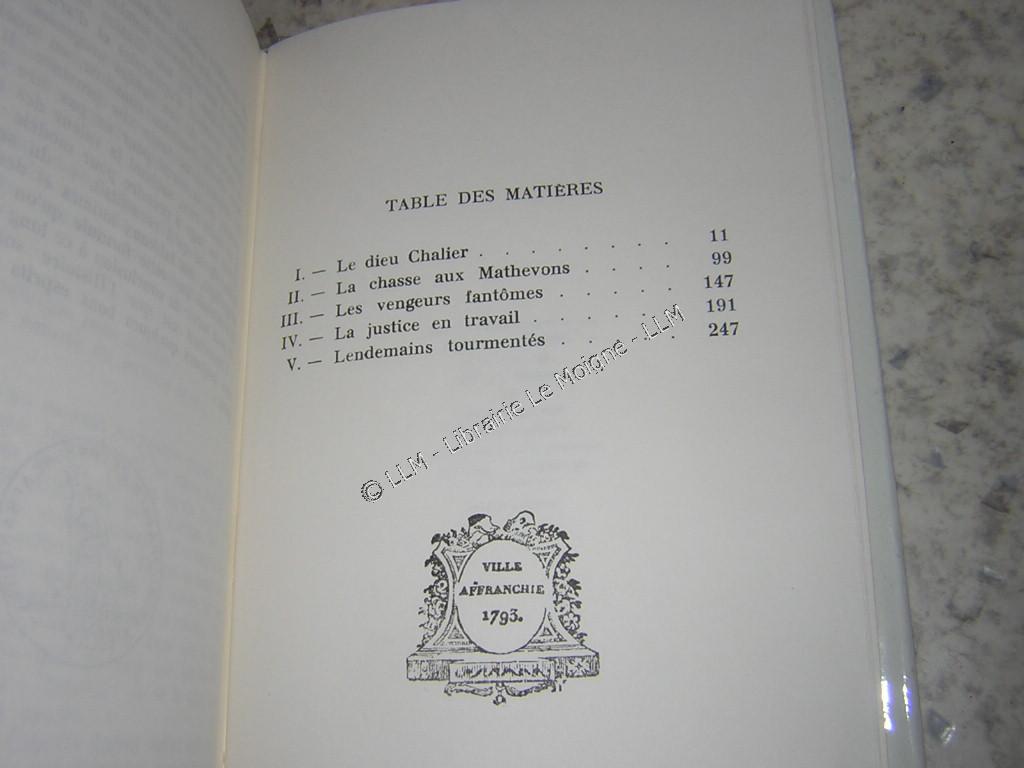 TABLE DES MATIÈRES
I. — Le dieu Chalier . . . . . . . . 11
II. — La chasse aux Mathevons . . . . 99
III. — Les vengeurs fantômes . . . . . 147
IV. — La justice en travail . . . . . . 191
V. — Lendemains tourmentés . . . . . 247
© LLM - Librairie Le Moigne - LLM
VILLE
AFFRANCHIE
1793.